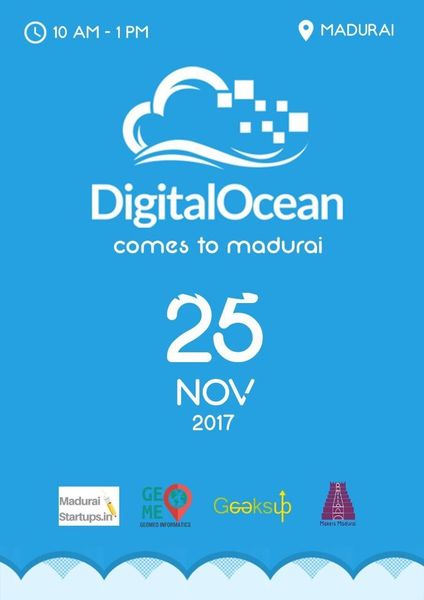 10 AM - 1 PM
MADURAI
DigitalOcean
comes to madurai
25
NOV
2017
Madurai
Startups.in
GE
ME
GEOMEO INFORMATICS
Geeksup
Makers Madurai